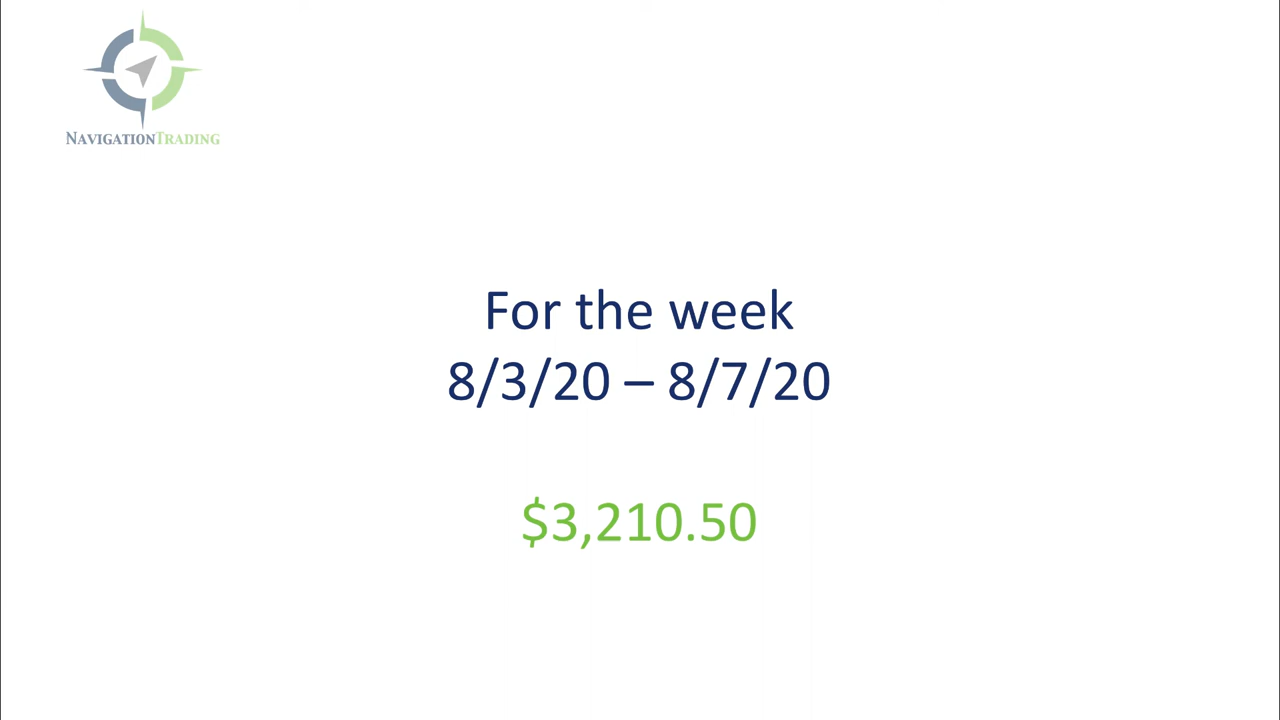 NAVIGATIONTRADING
For the week
8/3/20 – 8/7/20
$3,210.50